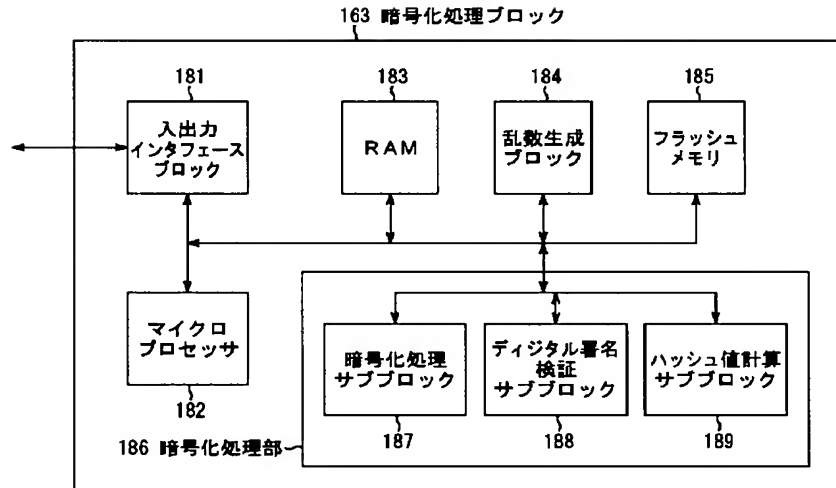 163 暗号化処理ブロック
181
183
184
185
入出力
インタフェース
ブロック
RAM
乱数生成
ブロック
フラッシュ
メモリ
マイクロ
プロセッサ
182
暗号化処理
サブブロック
ディジタル署名
検証
サブブロック
ハッシュ値計算
サブブロック
186 暗号化処理部
187
188
189